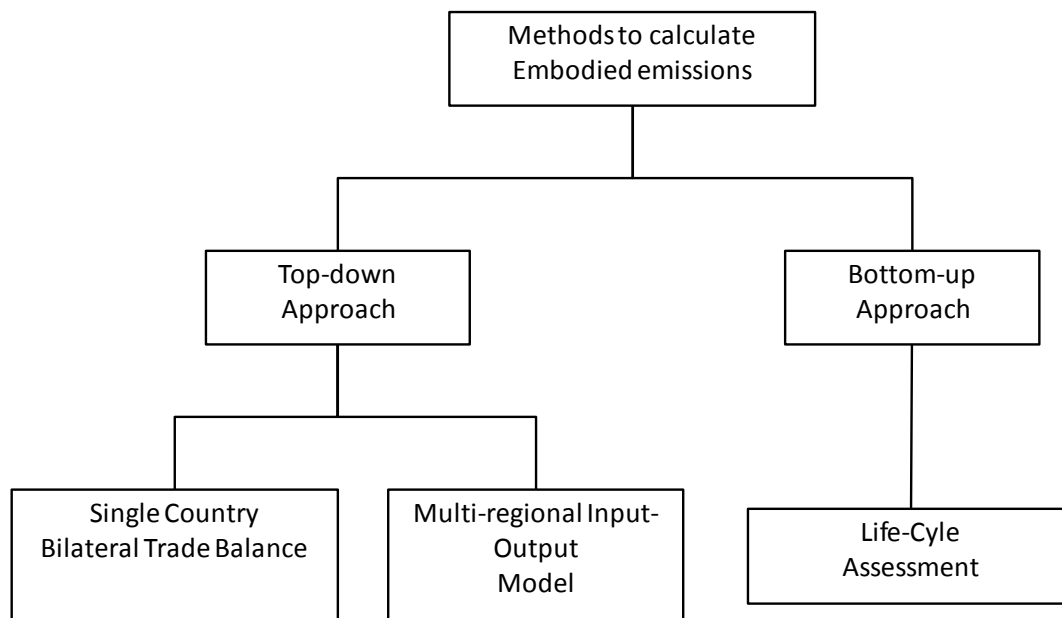 Methods to calculate
Embodied emissions
Top-down
Approach
Bottom-up
Approach
Single Country
Bilateral Trade Balance
Multi-regional Input-
Output
Model
Life-Cyle
Assessment